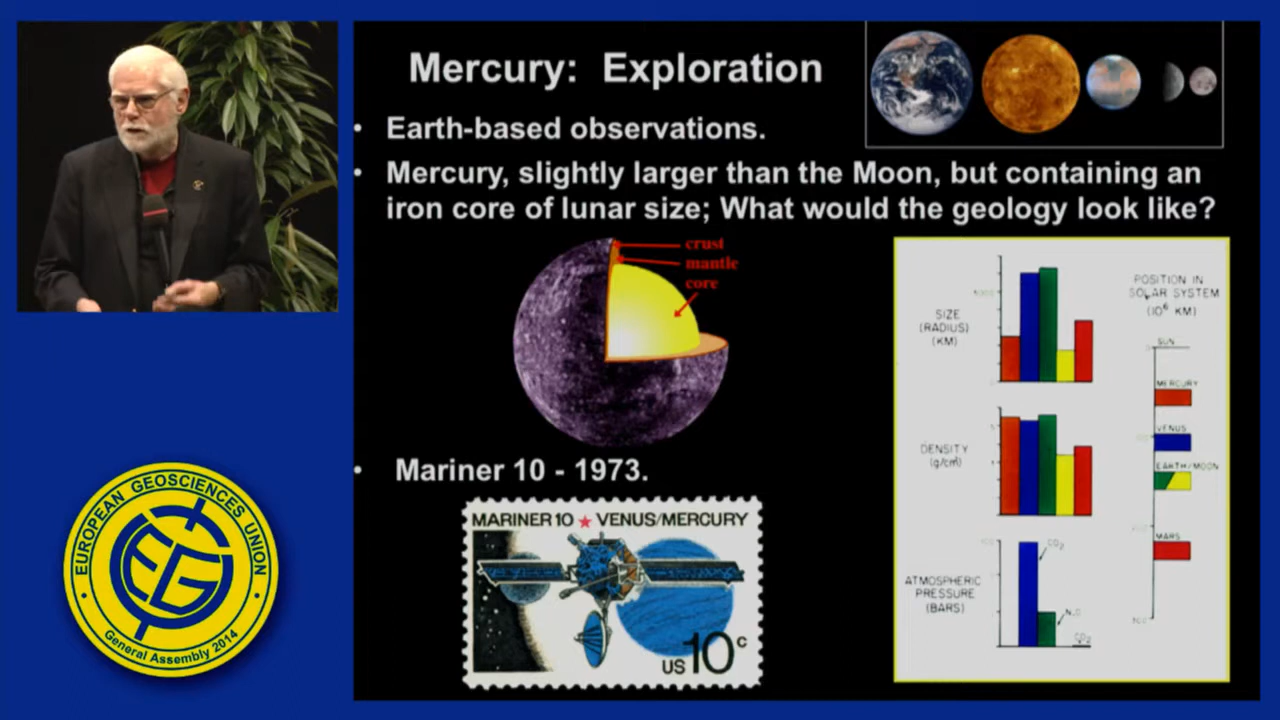 Mercury: Exploration
• Earth-based observations.
• Mercury, slightly larger than the Moon, but containing an
iron core of lunar size; What would the geology look like?
crust
mantle
core
• Mariner 10 - 1973.
MARINER 10 ★ VENUS/MERCURY
US 10c
SIZE
(RADIUS)
(KM)
DENSITY
(g/cm³)
ATMOSPHERIC
PRESSURE
(BARS)
CO₂
CO₂
POSITION IN
SOLAR SYSTEM
(10⁶ KM)
SUN
MERCURY
VENUS
EARTH/MOON
MARS
EUROPEAN GEOSCIENCES UNION
EGU
General Assembly 2014